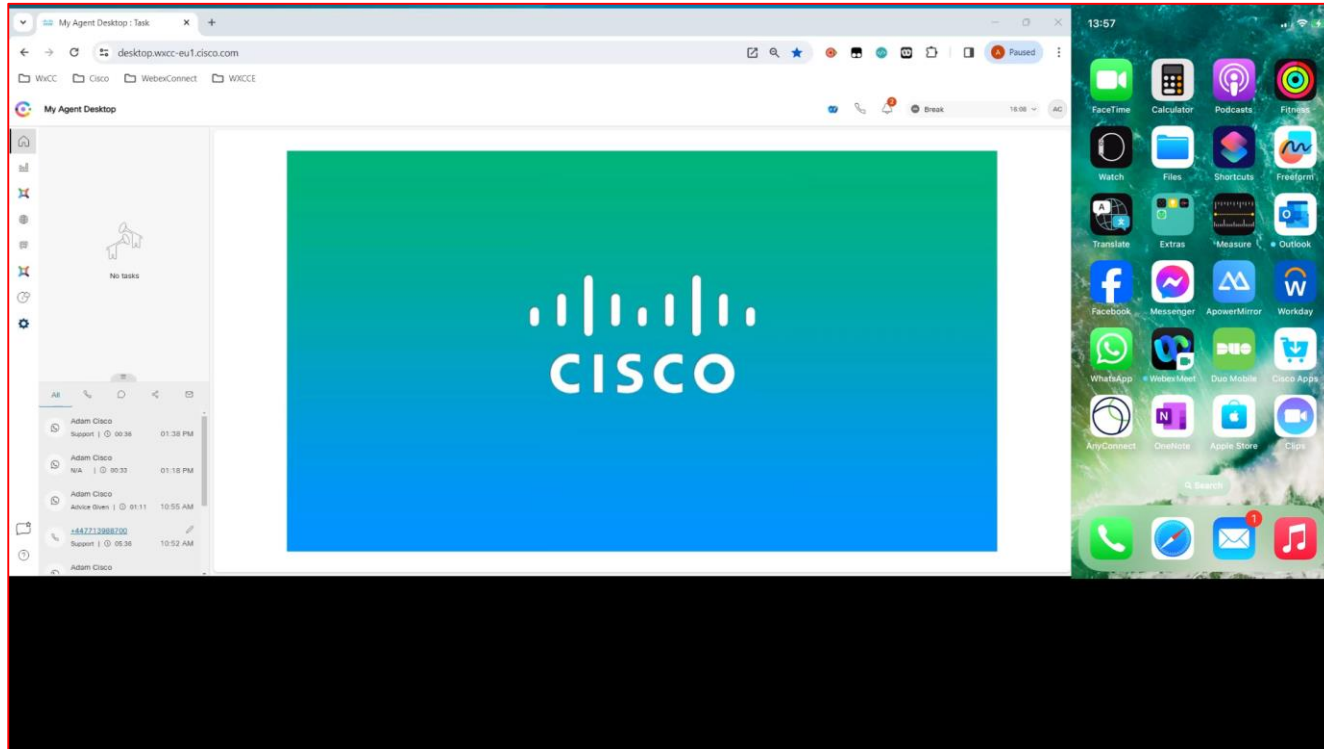 My Agent Desktop : Task
desktop.wxcc-eu1.cisco.com
Paused
WxCC Cisco WebexConnect WXCCE
My Agent Desktop
2
Break 16:08 AC
No tasks
All
Adam Cisco
Support | 00:36 01:38 PM
Adam Cisco
N/A | 00:33 01:18 PM
Adam Cisco
Advice Given | 01:11 10:55 AM
+447713988700
Support | 05:36 10:52 AM
Adam Cisco
CISCO
13:57
FaceTime Calculator Podcasts Fitness
Watch Files Shortcuts Freeform
Translate Extras Measure Outlook
Facebook Messenger ApowerMirror Workday
DUO
WhatsApp Webex Meet Duo Mobile Cisco Apps
AnyConnect OneNote Apple Store Clips
Search
1